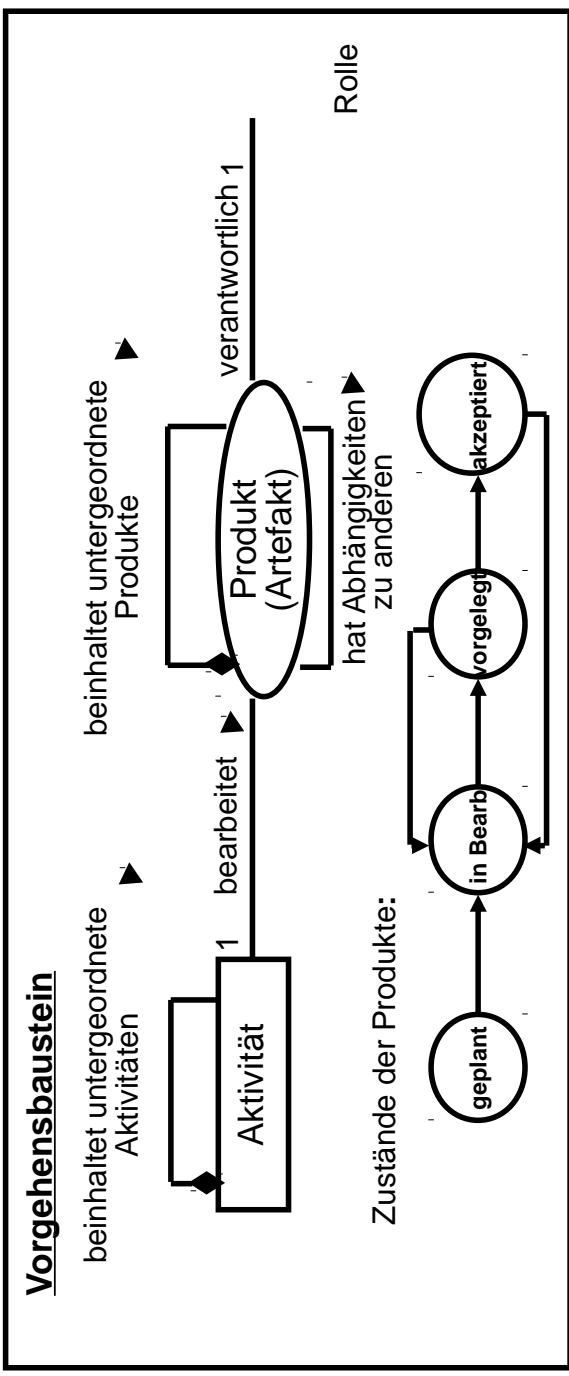 Vorgehensbaustein
beinhaltet untergeordnete
Aktivitäten
beinhaltet untergeordnete
Produkte
Aktivität
1
bearbeitet
Produkt
(Artefakt)
verantwortlich 1
Rolle
hat Abhängigkeiten
zu anderen
Zustände der Produkte:
geplant
in Bearb
vorgelegt
akzeptiert